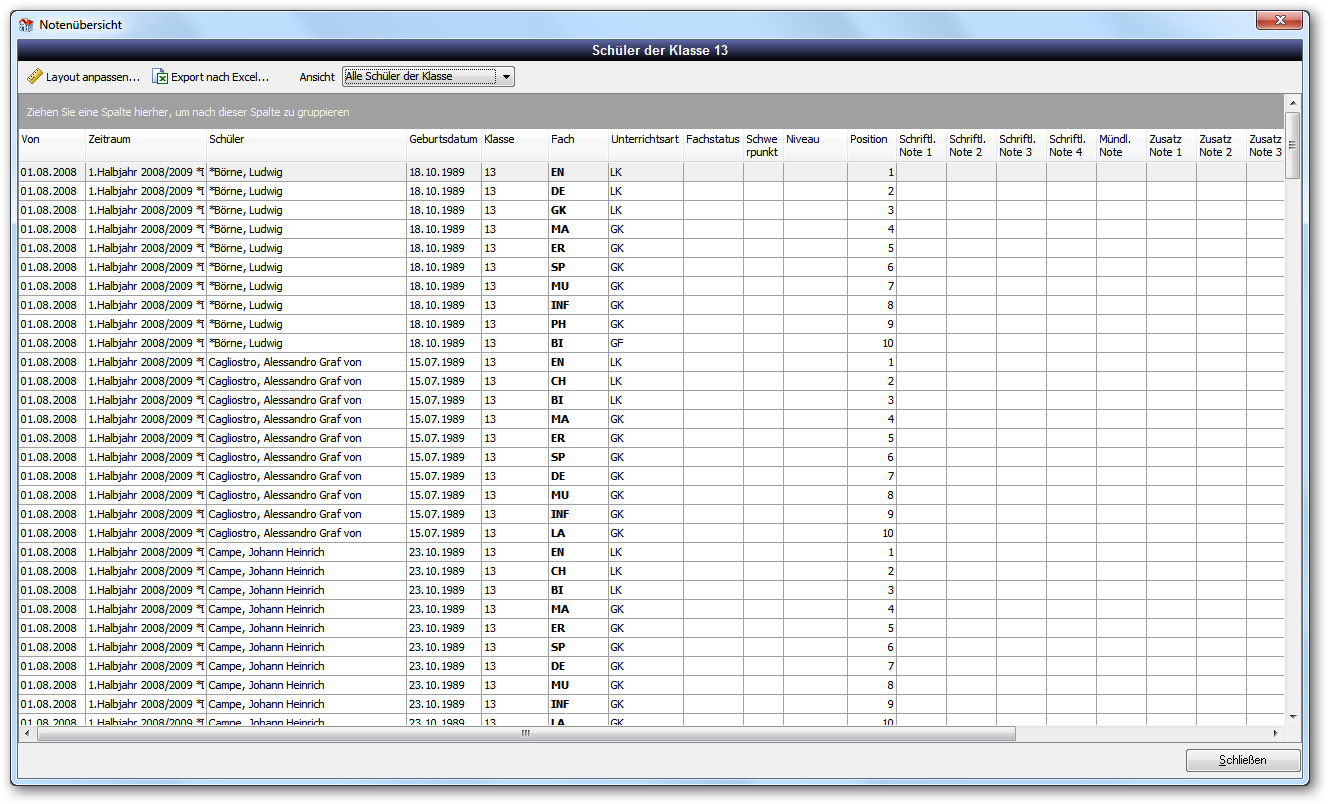 Notenübersicht
Schüler der Klasse 13
Layout anpassen... Export nach Excel... Ansicht Alle Schüler der Klasse
Ziehen Sie eine Spalte hierher, um nach dieser Spalte zu gruppieren
Von Zeitraum Schüler Geburtsdatum Klasse Fach Unterrichtsart Fachstatus Schwe Niveau Position Schriftl. Schriftl. Schriftl. Schriftl. Mündl. Zusatz Zusatz Zusatz
rpunkt Note 1 Note 2 Note 3 Note 4 Note Note 1 Note 2 Note 3
01.08.2008 1.Halbjahr 2008/2009 *Börne, Ludwig 18.10.1989 13 EN LK 1
01.08.2008 1.Halbjahr 2008/2009 *Börne, Ludwig 18.10.1989 13 DE LK 2
01.08.2008 1.Halbjahr 2008/2009 *Börne, Ludwig 18.10.1989 13 GK LK 3
01.08.2008 1.Halbjahr 2008/2009 *Börne, Ludwig 18.10.1989 13 MA GK 4
01.08.2008 1.Halbjahr 2008/2009 *Börne, Ludwig 18.10.1989 13 ER GK 5
01.08.2008 1.Halbjahr 2008/2009 *Börne, Ludwig 18.10.1989 13 SP GK 6
01.08.2008 1.Halbjahr 2008/2009 *Börne, Ludwig 18.10.1989 13 MU GK 7
01.08.2008 1.Halbjahr 2008/2009 *Börne, Ludwig 18.10.1989 13 INF GK 8
01.08.2008 1.Halbjahr 2008/2009 *Börne, Ludwig 18.10.1989 13 PH GK 9
01.08.2008 1.Halbjahr 2008/2009 *Börne, Ludwig 18.10.1989 13 BI GF 10
01.08.2008 1.Halbjahr 2008/2009 Cagliostro, Alessandro Graf von 15.07.1989 13 EN LK 1
01.08.2008 1.Halbjahr 2008/2009 Cagliostro, Alessandro Graf von 15.07.1989 13 CH LK 2
01.08.2008 1.Halbjahr 2008/2009 Cagliostro, Alessandro Graf von 15.07.1989 13 BI LK 3
01.08.2008 1.Halbjahr 2008/2009 Cagliostro, Alessandro Graf von 15.07.1989 13 MA GK 4
01.08.2008 1.Halbjahr 2008/2009 Cagliostro, Alessandro Graf von 15.07.1989 13 ER GK 5
01.08.2008 1.Halbjahr 2008/2009 Cagliostro, Alessandro Graf von 15.07.1989 13 SP GK 6
01.08.2008 1.Halbjahr 2008/2009 Cagliostro, Alessandro Graf von 15.07.1989 13 DE GK 7
01.08.2008 1.Halbjahr 2008/2009 Cagliostro, Alessandro Graf von 15.07.1989 13 MU GK 8
01.08.2008 1.Halbjahr 2008/2009 Cagliostro, Alessandro Graf von 15.07.1989 13 INF GK 9
01.08.2008 1.Halbjahr 2008/2009 Cagliostro, Alessandro Graf von 15.07.1989 13 LA GK 10
01.08.2008 1.Halbjahr 2008/2009 Campe, Johann Heinrich 23.10.1989 13 EN LK 1
01.08.2008 1.Halbjahr 2008/2009 Campe, Johann Heinrich 23.10.1989 13 CH LK 2
01.08.2008 1.Halbjahr 2008/2009 Campe, Johann Heinrich 23.10.1989 13 BI LK 3
01.08.2008 1.Halbjahr 2008/2009 Campe, Johann Heinrich 23.10.1989 13 MA GK 4
01.08.2008 1.Halbjahr 2008/2009 Campe, Johann Heinrich 23.10.1989 13 ER GK 5
01.08.2008 1.Halbjahr 2008/2009 Campe, Johann Heinrich 23.10.1989 13 SP GK 6
01.08.2008 1.Halbjahr 2008/2009 Campe, Johann Heinrich 23.10.1989 13 DE GK 7
01.08.2008 1.Halbjahr 2008/2009 Campe, Johann Heinrich 23.10.1989 13 MU GK 8
01.08.2008 1.Halbjahr 2008/2009 Campe, Johann Heinrich 23.10.1989 13 INF GK 9
01.08.2008 1.Halbjahr 2008/2009 Campe, Johann Heinrich 23.10.1989 13 LA GK 10
Schließen